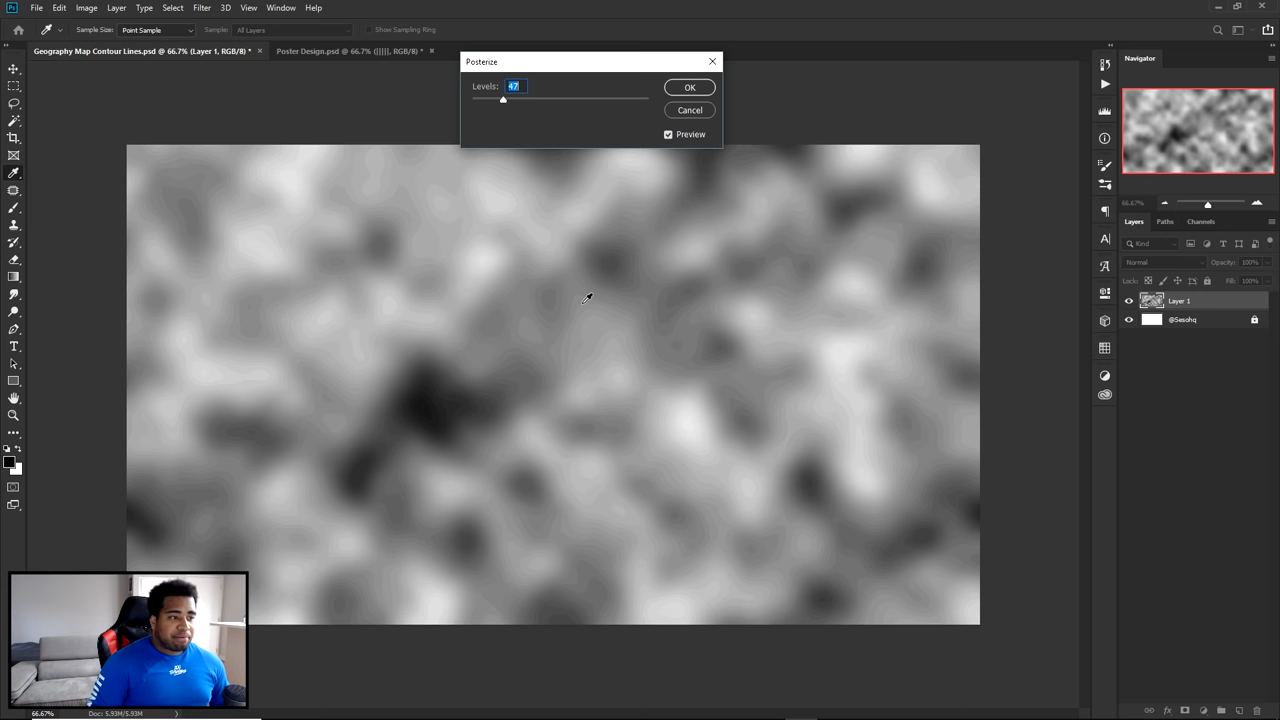 Ps File Edit Image Layer Type Select Filter 3D View Window Help
Sample Size: Point Sample Sample: All Layers Show Sampling Ring
Geography Map Contour Lines.psd @ 66.7% (Layer 1, RGB/8) * × Poster Design.psd @ 66.7% (|||||, RGB/8) * ×
Posterize
Levels: 47
OK
Cancel
Preview
Navigator
66.67%
Layers Paths Channels
Kind
Normal Opacity: 100%
Lock: Fill: 100%
Layer 1
@Sesohq
66.67% Doc: 5.93M/5.93M